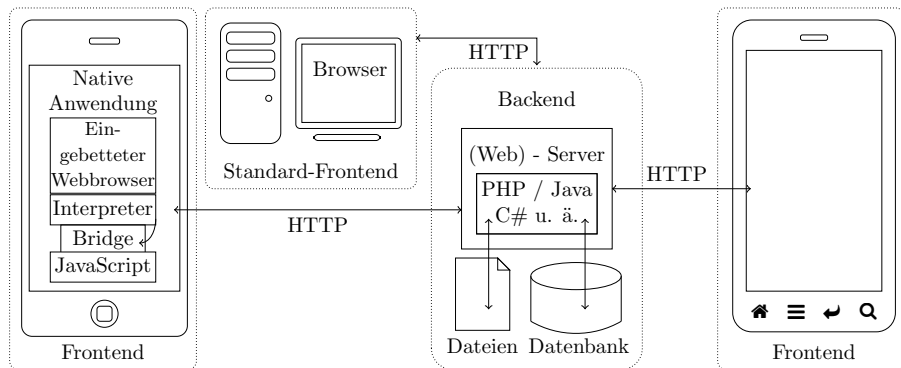 Native
Anwendung
Ein-
gebetteter
Webbrowser
Interpreter
Bridge
JavaScript
Frontend
Browser
Standard-Frontend
HTTP
HTTP
Backend
(Web) - Server
PHP / Java
C# u. ä.
Dateien
Datenbank
HTTP
Frontend